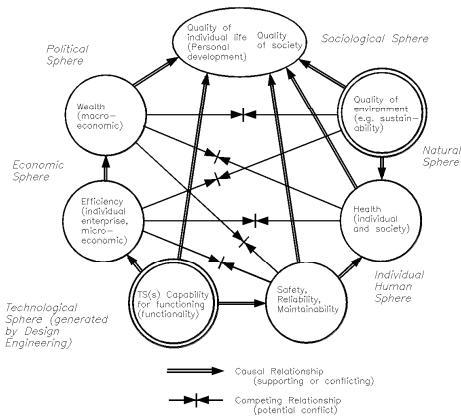 Political
Sphere
Quality of
individual life
(Personal
development)
Quality
of society
Sociological Sphere
Wealth
(macro-
economic)
Quality of
environment
(e.g. sustain-
ability)
Natural
Sphere
Economic
Sphere
Efficiency
(individual
enterprise,
micro-
economic)
Health
(individual
and society)
Individual
Human
Sphere
Technological
Sphere (generated
by Design
Engineering)
TS(s) Capability
for functioning
(functionality)
Safety,
Reliability,
Maintainability
Causal Relationship
(supporting or conflicting)
Competing Relationship
(potential conflict)